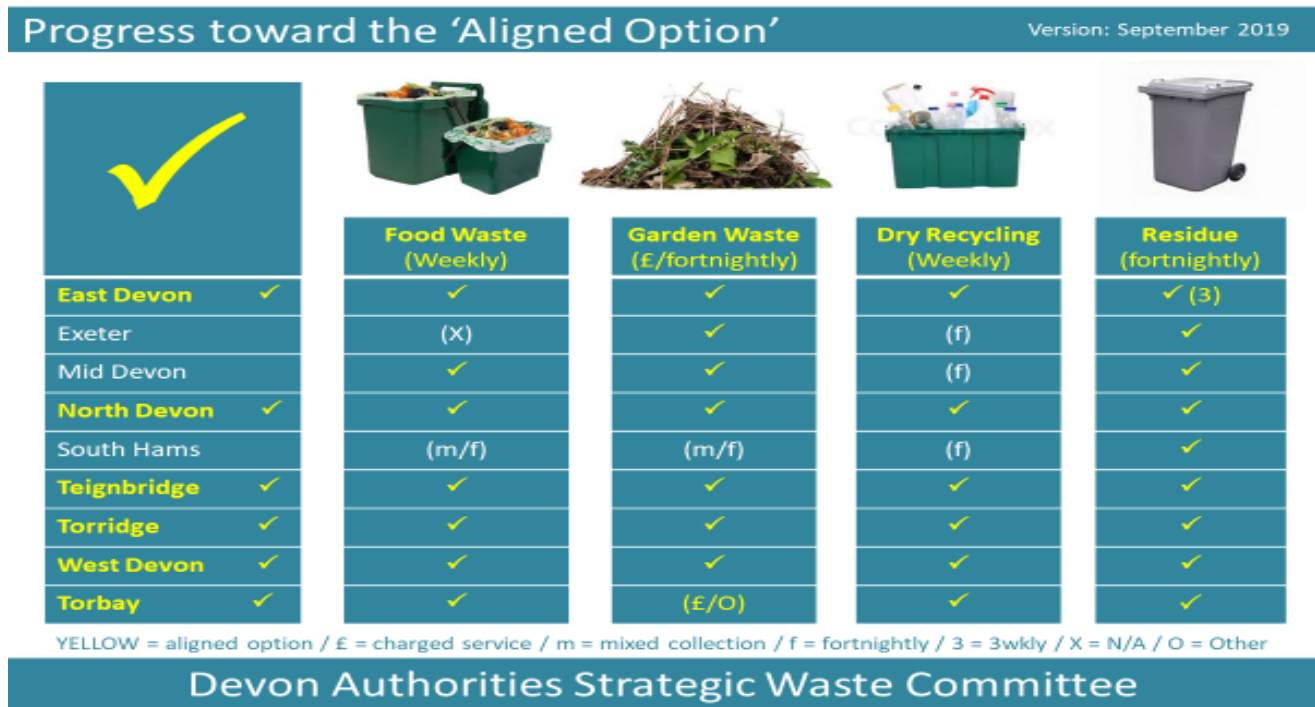 Progress toward the ‘Aligned Option’ Version: September 2019
Food Waste Garden Waste Dry Recycling Residue
(Weekly) (£/fortnightly) (Weekly) (fortnightly)
East Devon ✓ ✓ ✓ ✓ ✓ (3)
Exeter (X) ✓ (f) ✓
Mid Devon ✓ ✓ (f) ✓
North Devon ✓ ✓ ✓ ✓ ✓
South Hams (m/f) (m/f) (f) ✓
Teignbridge ✓ ✓ ✓ ✓ ✓
Torridge ✓ ✓ ✓ ✓ ✓
West Devon ✓ ✓ ✓ ✓ ✓
Torbay ✓ ✓ (£/O) ✓ ✓
YELLOW = aligned option / £ = charged service / m = mixed collection / f = fortnightly / 3 = 3wkly / X = N/A / O = Other
Devon Authorities Strategic Waste Committee